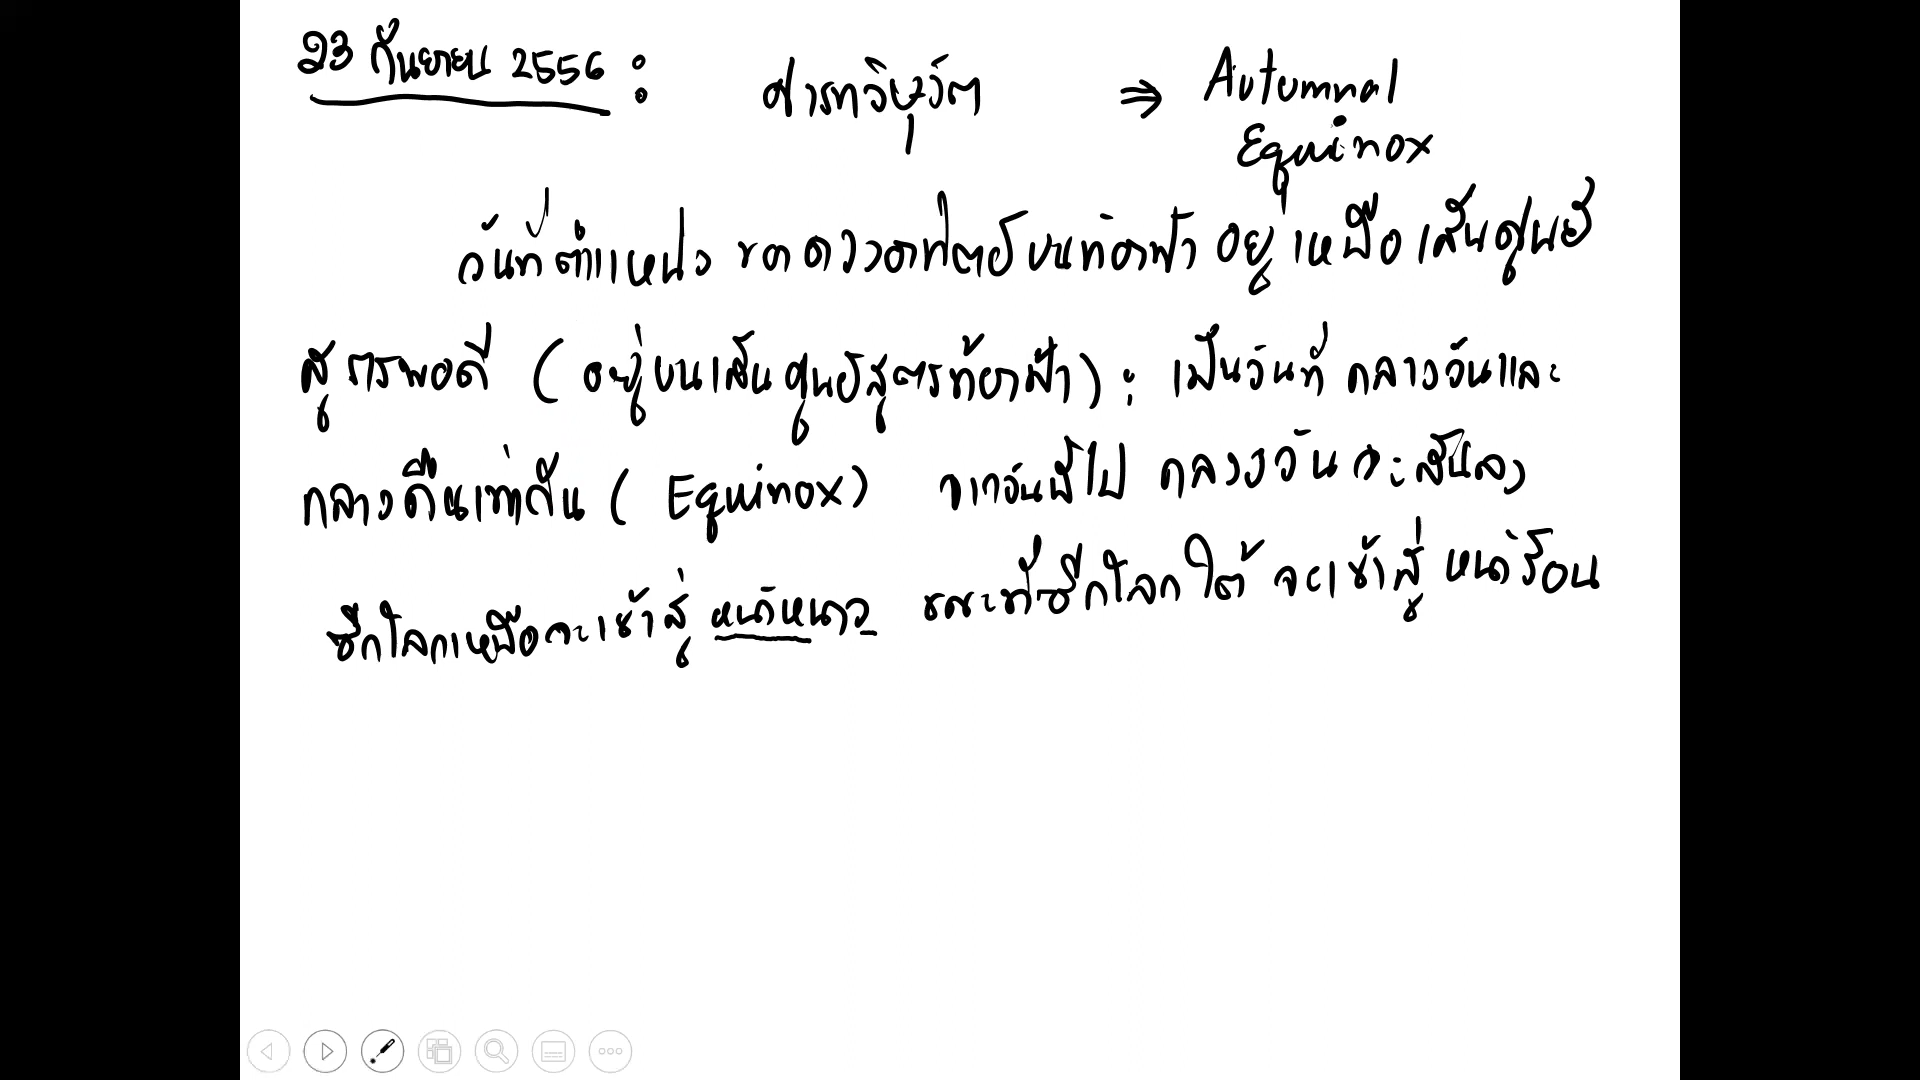 23 กันยายน 2556 : ศารทวิษุวัต ⇒ Autumnal
Equinox
วันที่ตำแหน่งของดวงอาทิตย์บนท้องฟ้าอยู่เหนือเส้นศูนย์
สูตรพอดี (อยู่บนเส้นศูนย์สูตรท้องฟ้า) : เป็นวันที่กลางวันและ
กลางคืนเท่ากัน (Equinox) จากวันนี้ไป กลางวันจะสั้นลง
ซีกโลกเหนือจะเข้าสู่หน้าหนาว ขณะที่ซีกโลกใต้จะเข้าสู่หน้าร้อน